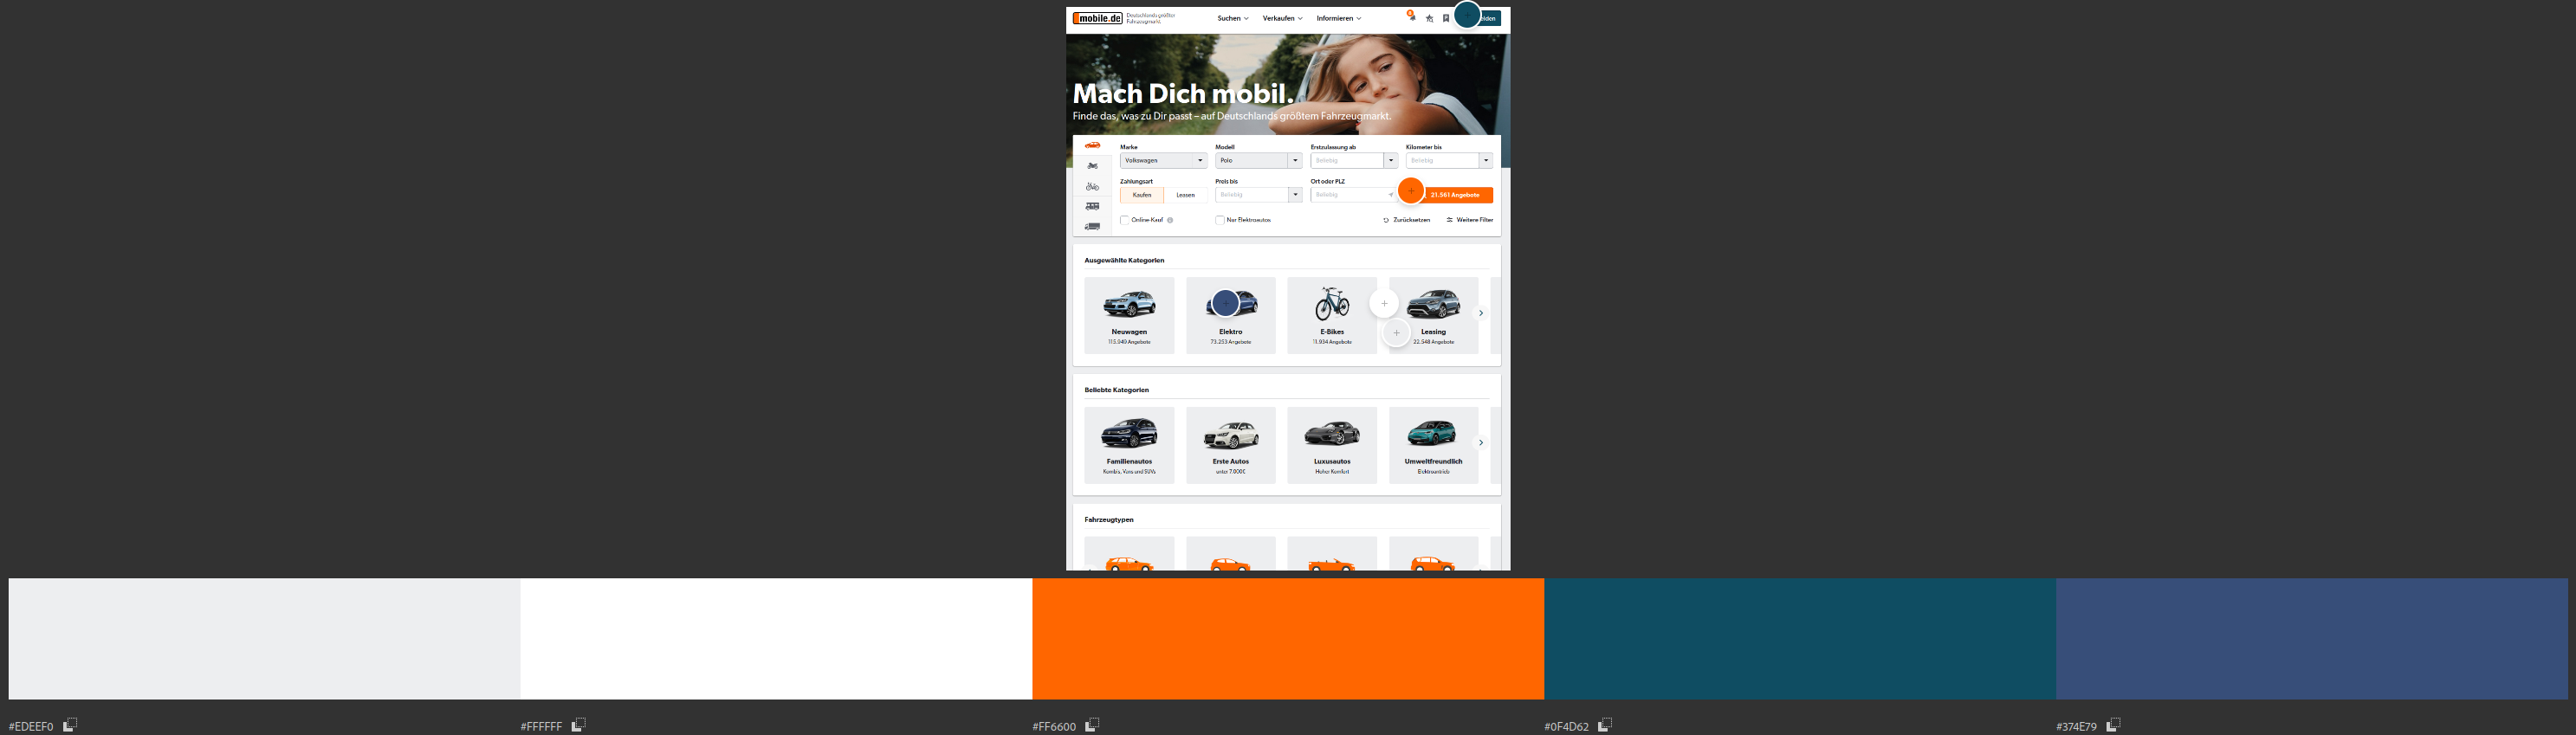 mobile.de
Deutschlands größter
Fahrzeugmarkt
Suchen
Verkaufen
Informieren
Mach Dich mobil.
Finde das, was zu Dir passt – auf Deutschlands größtem Fahrzeugmarkt.
Marke
Modell
Erstzulassung ab
Kilometer bis
Volkswagen
Polo
Beliebig
Beliebig
Zahlungsart
Preis bis
Ort oder PLZ
Kaufen
Leasen
Beliebig
Beliebig
21.561 Angebote
Online-Kauf
Nur Elektroautos
Zurücksetzen
Weitere Filter
Ausgewählte Kategorien
Neuwagen
115.949 Angebote
Elektro
73.253 Angebote
E-Bikes
11.934 Angebote
Leasing
22.548 Angebote
Beliebte Kategorien
Familienautos
Kombis, Vans und SUVs
Erste Autos
unter 7.000€
Luxusautos
Hoher Komfort
Umweltfreundlich
Elektroantrieb
Fahrzeugtypen
#EDEEF0
#FFFFFF
#FF6600
#0F4D62
#374E79